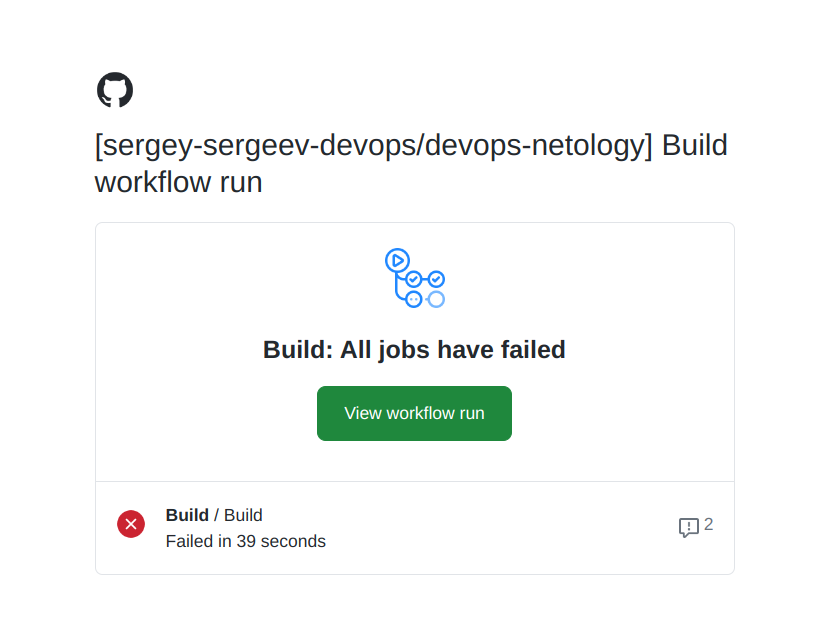 [sergey-sergeev-devops/devops-netology] Build
workflow run
Build: All jobs have failed
View workflow run
Build / Build
Failed in 39 seconds
2